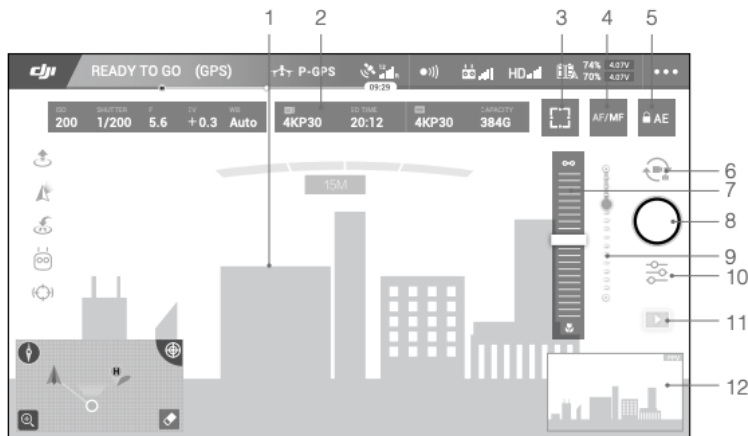 1 2 3 4 5
dji READY TO GO (GPS) P-GPS 12 R HD 74% 4.07V
70% 4.07V
09:29
ISO SHUTTER F EV WB SD TIME CAPACITY
200 1/200 5.6 +0.3 Auto 4KP30 20:12 4KP30 384G
AF/MF AE
6
15M
7
8
9
10
11
H
12